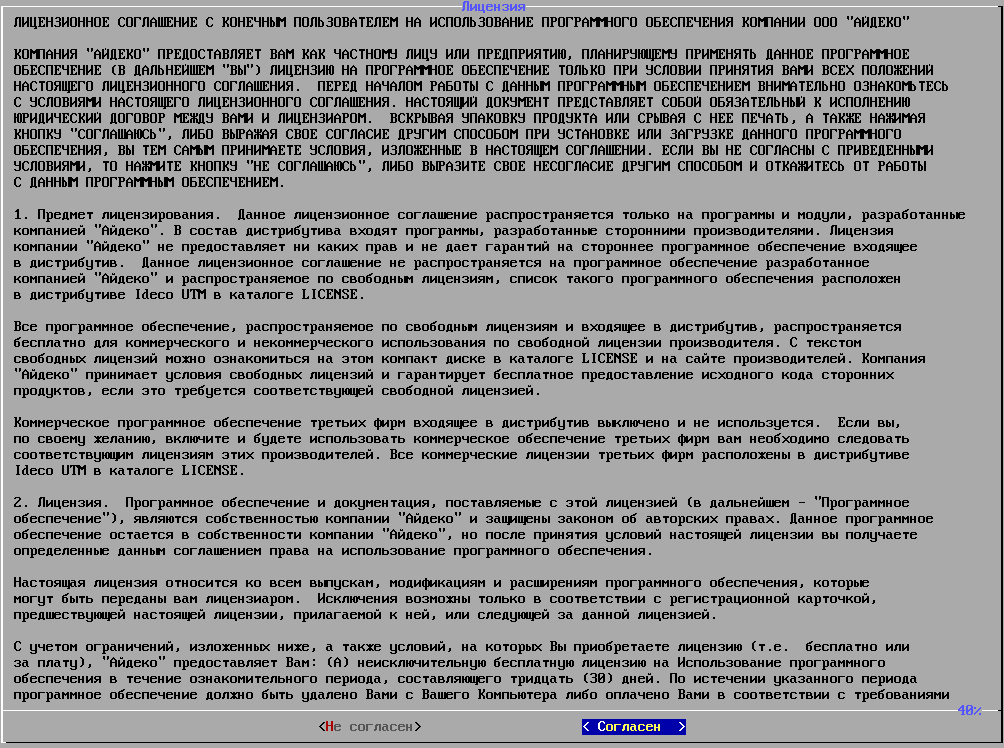 Лицензия
ЛИЦЕНЗИОННОЕ СОГЛАШЕНИЕ С КОНЕЧНЫМ ПОЛЬЗОВАТЕЛЕМ НА ИСПОЛЬЗОВАНИЕ ПРОГРАММНОГО ОБЕСПЕЧЕНИЯ КОМПАНИИ ООО "АЙДЕКО"
КОМПАНИЯ "АЙДЕКО" ПРЕДОСТАВЛЯЕТ ВАМ КАК ЧАСТНОМУ ЛИЦУ ИЛИ ПРЕДПРИЯТИЮ, ПЛАНИРУЮЩЕМУ ПРИМЕНЯТЬ ДАННОЕ ПРОГРАММНОЕ
ОБЕСПЕЧЕНИЕ (В ДАЛЬНЕЙШЕМ "ВЫ") ЛИЦЕНЗИЮ НА ПРОГРАММНОЕ ОБЕСПЕЧЕНИЕ ТОЛЬКО ПРИ УСЛОВИИ ПРИНЯТИЯ ВАМИ ВСЕХ ПОЛОЖЕНИЙ
НАСТОЯЩЕГО ЛИЦЕНЗИОННОГО СОГЛАШЕНИЯ.  ПЕРЕД НАЧАЛОМ РАБОТЫ С ДАННЫМ ПРОГРАММНЫМ ОБЕСПЕЧЕНИЕМ ВНИМАТЕЛЬНО ОЗНАКОМЬТЕСЬ
С УСЛОВИЯМИ НАСТОЯЩЕГО ЛИЦЕНЗИОННОГО СОГЛАШЕНИЯ. НАСТОЯЩИЙ ДОКУМЕНТ ПРЕДСТАВЛЯЕТ СОБОЙ ОБЯЗАТЕЛЬНЫЙ К ИСПОЛНЕНИЮ
ЮРИДИЧЕСКИЙ ДОГОВОР МЕЖДУ ВАМИ И ЛИЦЕНЗИАРОМ.  ВСКРЫВАЯ УПАКОВКУ ПРОДУКТА ИЛИ СРЫВАЯ С НЕЕ ПЕЧАТЬ, А ТАКЖЕ НАЖИМАЯ
КНОПКУ "СОГЛАШАЮСЬ", ЛИБО ВЫРАЖАЯ СВОЕ СОГЛАСИЕ ДРУГИМ СПОСОБОМ ПРИ УСТАНОВКЕ ИЛИ ЗАГРУЗКЕ ДАННОГО ПРОГРАММНОГО
ОБЕСПЕЧЕНИЯ, ВЫ ТЕМ САМЫМ ПРИНИМАЕТЕ УСЛОВИЯ, ИЗЛОЖЕННЫЕ В НАСТОЯЩЕМ СОГЛАШЕНИИ. ЕСЛИ ВЫ НЕ СОГЛАСНЫ С ПРИВЕДЕННЫМИ
УСЛОВИЯМИ, ТО НАЖМИТЕ КНОПКУ "НЕ СОГЛАШАЮСЬ", ЛИБО ВЫРАЗИТЕ СВОЕ НЕСОГЛАСИЕ ДРУГИМ СПОСОБОМ И ОТКАЖИТЕСЬ ОТ РАБОТЫ
С ДАННЫМ ПРОГРАММНЫМ ОБЕСПЕЧЕНИЕМ.
1. Предмет лицензирования.  Данное лицензионное соглашение распространяется только на программы и модули, разработанные
компанией "Айдеко". В состав дистрибутива входят программы, разработанные сторонними производителями. Лицензия
компании "Айдеко" не предоставляет ни каких прав и не дает гарантий на стороннее программное обеспечение входящее
в дистрибутив.  Данное лицензионное соглашение не распространяется на программное обеспечение разработанное
компанией "Айдеко" и распространяемое по свободным лицензиям, список такого программного обеспечения расположен
в дистрибутиве Ideco UTM в каталоге LICENSE.
Все программное обеспечение, распространяемое по свободным лицензиям и входящее в дистрибутив, распространяется
бесплатно для коммерческого и некоммерческого использования по свободной лицензии производителя. С текстом
свободных лицензий можно ознакомиться на этом компакт диске в каталоге LICENSE и на сайте производителей. Компания
"Айдеко" принимает условия свободных лицензий и гарантирует бесплатное предоставление исходного кода сторонних
продуктов, если это требуется соответствующей свободной лицензией.
Коммерческое программное обеспечение третьих фирм входящее в дистрибутив выключено и не используется.  Если вы,
по своему желанию, включите и будете использовать коммерческое обеспечение третьих фирм вам необходимо следовать
соответствующим лицензиям этих производителей. Все коммерческие лицензии третьих фирм расположены в дистрибутиве
Ideco UTM в каталоге LICENSE.
2. Лицензия.  Программное обеспечение и документация, поставляемые с этой лицензией (в дальнейшем - "Программное
обеспечение"), являются собственностью компании "Айдеко" и защищены законом об авторских правах. Данное программное
обеспечение остается в собственности компании "Айдеко", но после принятия условий настоящей лицензии вы получаете
определенные данным соглашением права на использование программного обеспечения.
Настоящая лицензия относится ко всем выпускам, модификациям и расширениям программного обеспечения, которые
могут быть переданы вам лицензиаром.  Исключения возможны только в соответствии с регистрационной карточкой,
предшествующей настоящей лицензии, прилагаемой к ней, или следующей за данной лицензией.
С учетом ограничений, изложенных ниже, а также условий, на которых Вы приобретаете лицензию (т.е.  бесплатно или
за плату), "Айдеко" предоставляет Вам: (А) неисключительную бесплатную лицензию на Использование программного
обеспечения в течение ознакомительного периода, составляющего тридцать (30) дней. По истечении указанного периода
программное обеспечение должно быть удалено Вами с Вашего Компьютера либо оплачено Вами в соответствии с требованиями
40%
<Не согласен> < Согласен >